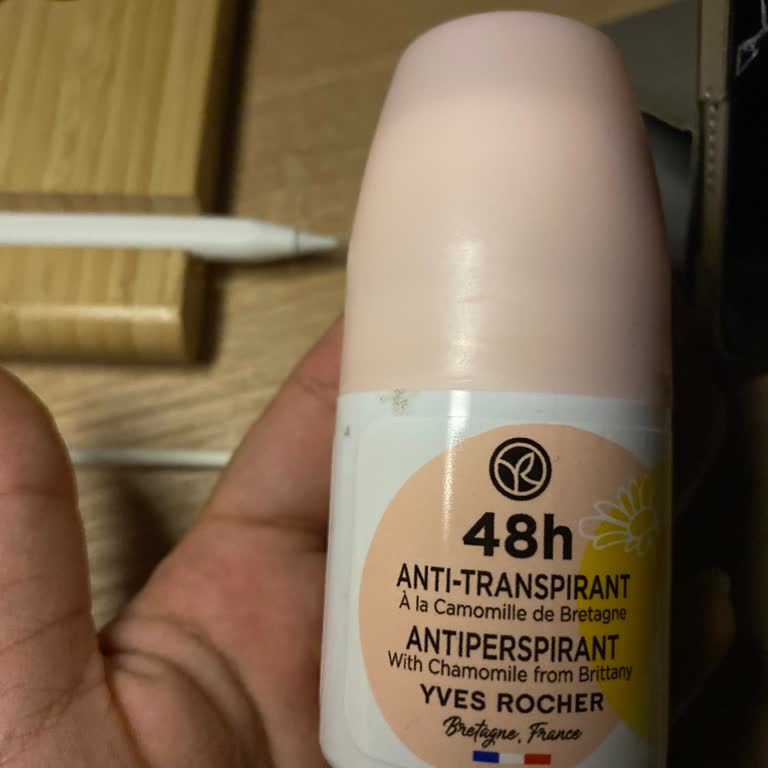 48h
ANTI-TRANSPIRANT
À la Camomille de Bretagne
ANTIPERSPIRANT
With Chamomile from Brittany
YVES ROCHER
Bretagne, France